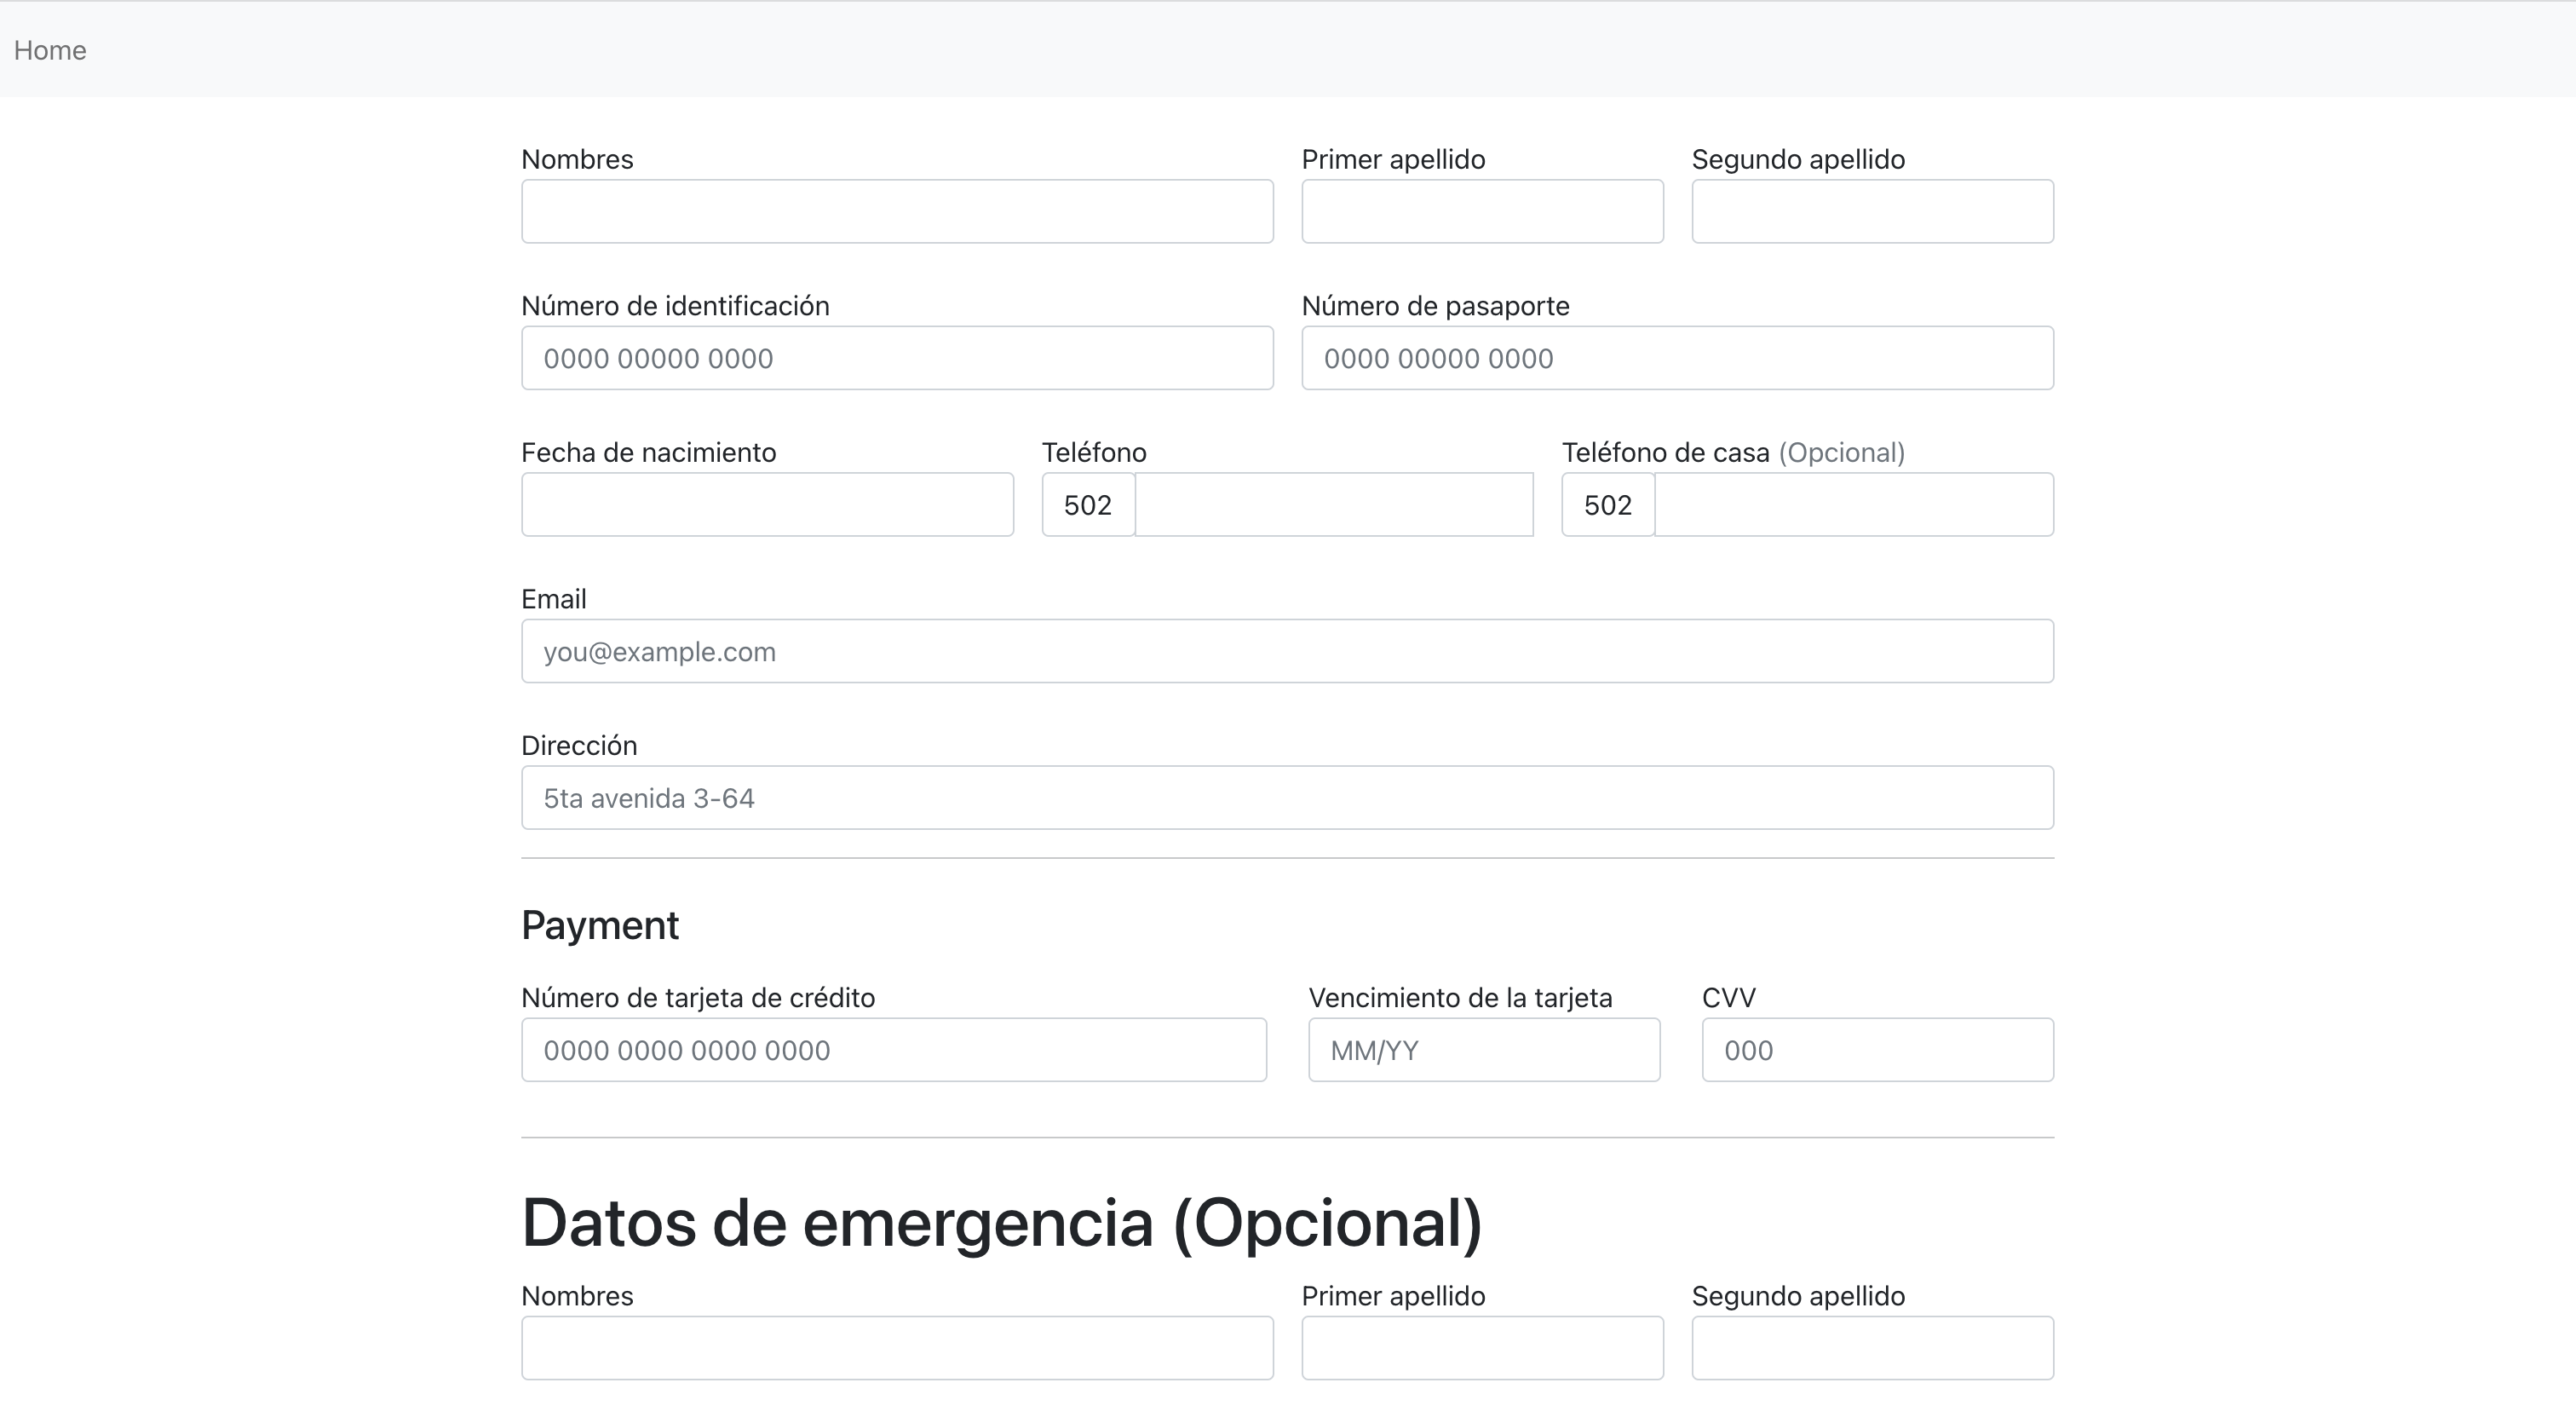 Home
Nombres Primer apellido Segundo apellido
Número de identificación Número de pasaporte
0000 00000 0000 0000 00000 0000
Fecha de nacimiento Teléfono Teléfono de casa (Opcional)
502 502
Email
you@example.com
Dirección
5ta avenida 3-64
Payment
Número de tarjeta de crédito Vencimiento de la tarjeta CVV
0000 0000 0000 0000 MM/YY 000
Datos de emergencia (Opcional)
Nombres Primer apellido Segundo apellido